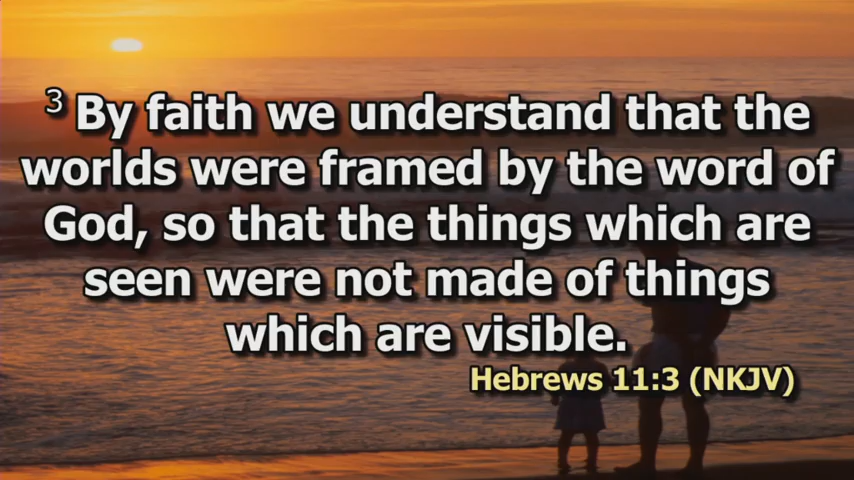 3 By faith we understand that the
worlds were framed by the word of
God, so that the things which are
seen were not made of things
which are visible.
Hebrews 11:3 (NKJV)